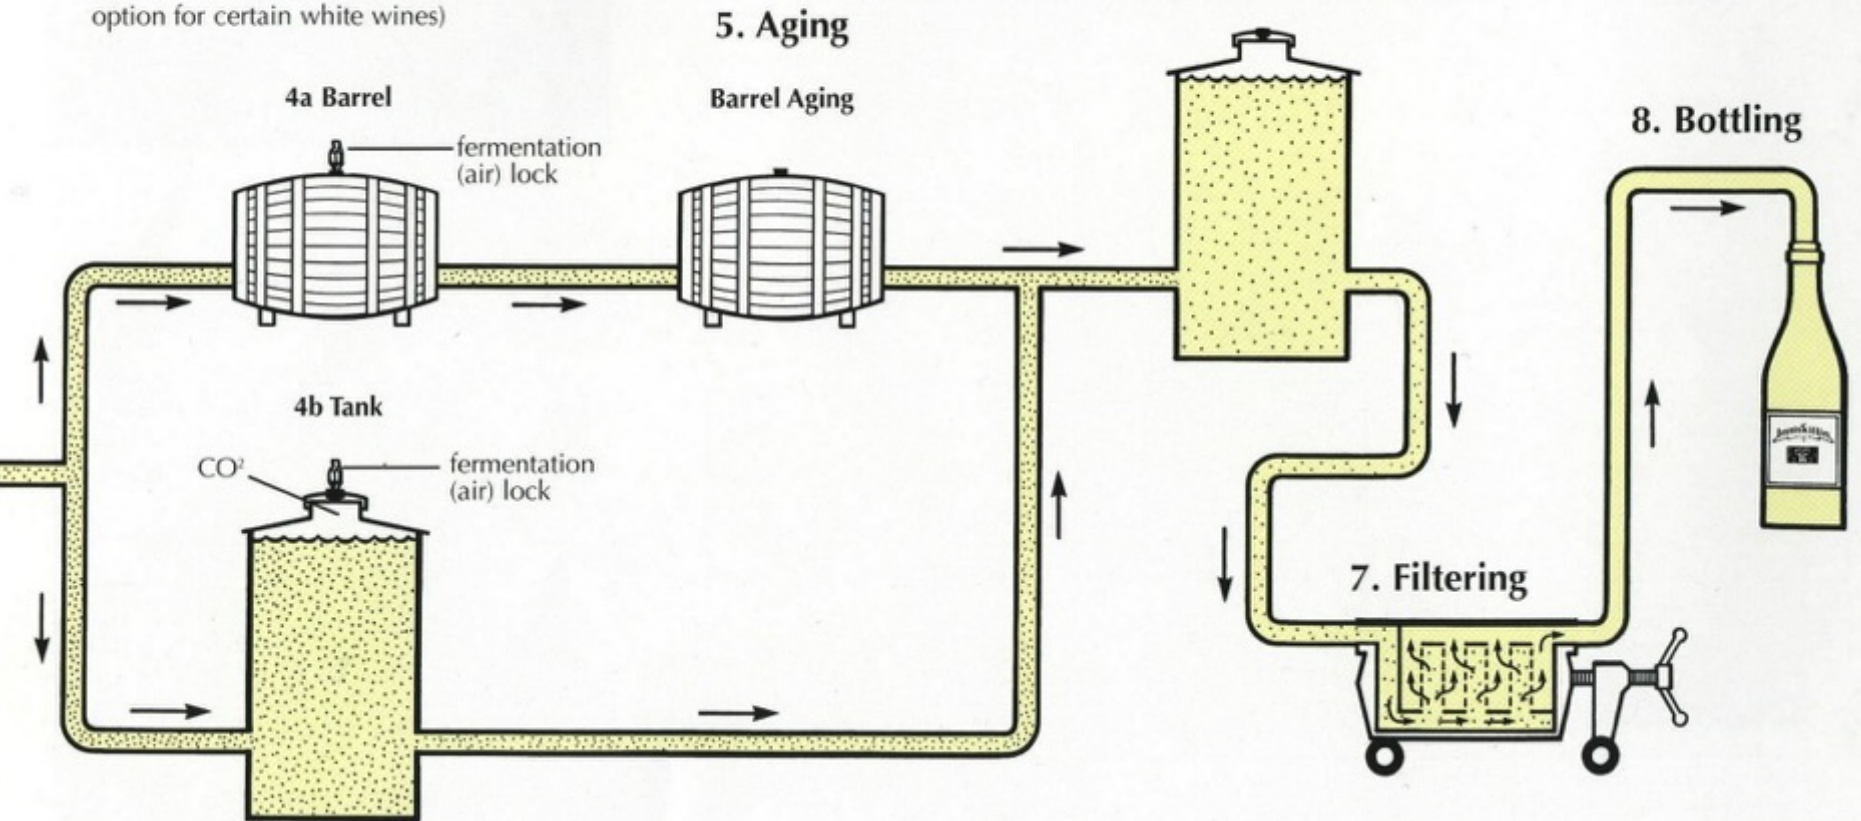 option for certain white wines)
5. Aging
4a Barrel
Barrel Aging
fermentation
(air) lock
8. Bottling
4b Tank
CO²
fermentation
(air) lock
7. Filtering